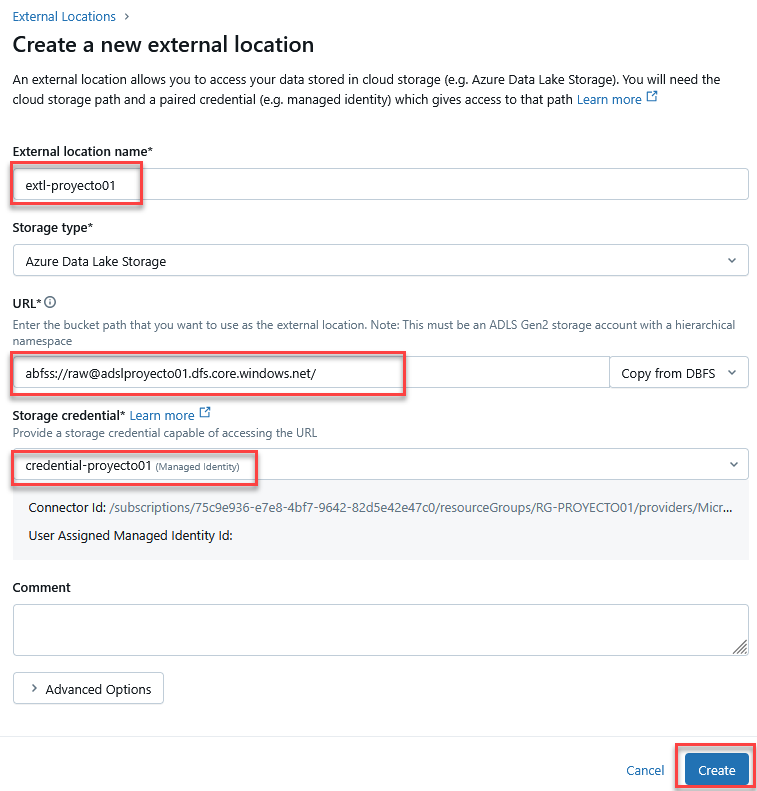 External Locations >
Create a new external location
An external location allows you to access your data stored in cloud storage (e.g. Azure Data Lake Storage). You will need the
cloud storage path and a paired credential (e.g. managed identity) which gives access to that path Learn more
External location name*
extl-proyecto01
Storage type*
Azure Data Lake Storage
URL*
Enter the bucket path that you want to use as the external location. Note: This must be an ADLS Gen2 storage account with a hierarchical
namespace
abfss://raw@adslproyecto01.dfs.core.windows.net/
Copy from DBFS
Storage credential* Learn more
Provide a storage credential capable of accessing the URL
credential-proyecto01 (Managed Identity)
Connector Id: /subscriptions/75c9e936-e7e8-4bf7-9642-82d5e42e47c0/resourceGroups/RG-PROYECTO01/providers/Micr...
User Assigned Managed Identity Id:
Comment
> Advanced Options
Cancel
Create